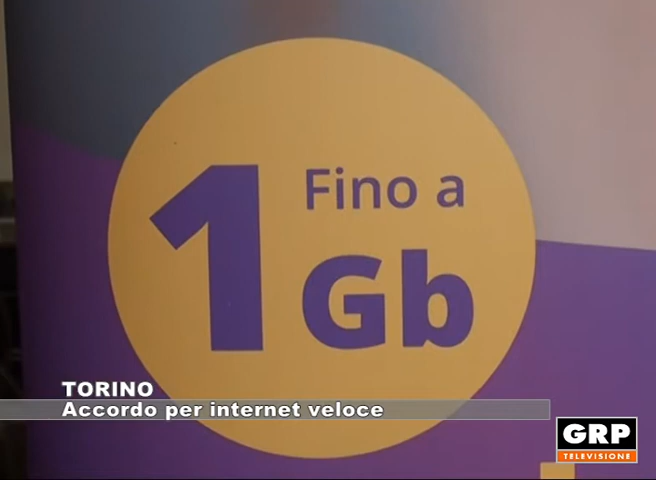 1
Fino a
Gb
TORINO
Accordo per internet veloce
GRP
TELEVISIONE